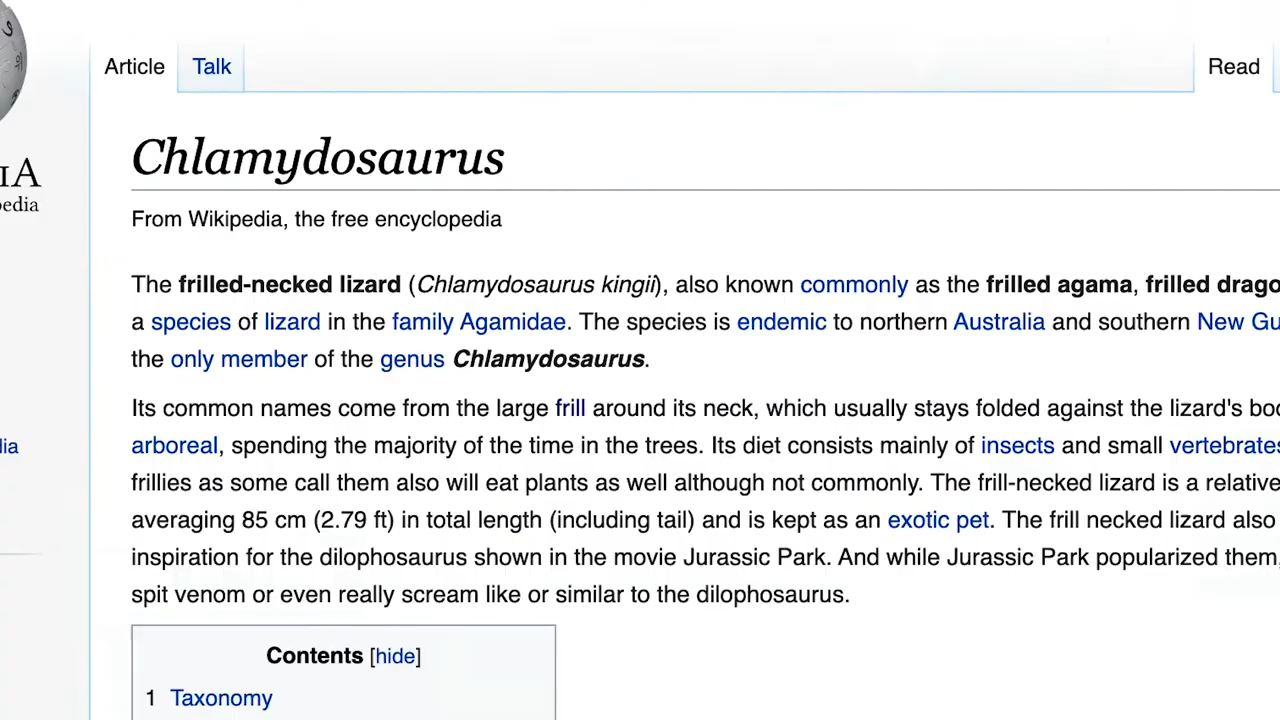 Article Talk Read
IA
pedia
Chlamydosaurus
From Wikipedia, the free encyclopedia
The frilled-necked lizard (Chlamydosaurus kingii), also known commonly as the frilled agama, frilled drago
a species of lizard in the family Agamidae. The species is endemic to northern Australia and southern New Gu
the only member of the genus Chlamydosaurus.
Its common names come from the large frill around its neck, which usually stays folded against the lizard's bo
arboreal, spending the majority of the time in the trees. Its diet consists mainly of insects and small vertebrates
dia
frillies as some call them also will eat plants as well although not commonly. The frill-necked lizard is a relative
averaging 85 cm (2.79 ft) in total length (including tail) and is kept as an exotic pet. The frill necked lizard also
inspiration for the dilophosaurus shown in the movie Jurassic Park. And while Jurassic Park popularized them,
spit venom or even really scream like or similar to the dilophosaurus.
Contents [hide]
1 Taxonomy